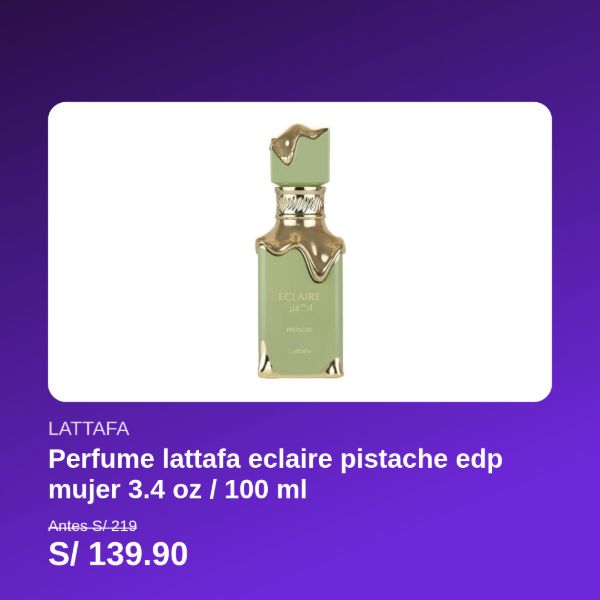 ECLAIRE
إكلير
PISTACHE
Lattafa
LATTAFA
Perfume lattafa eclaire pistache edp
mujer 3.4 oz / 100 ml
Antes S/ 219
S/ 139.90